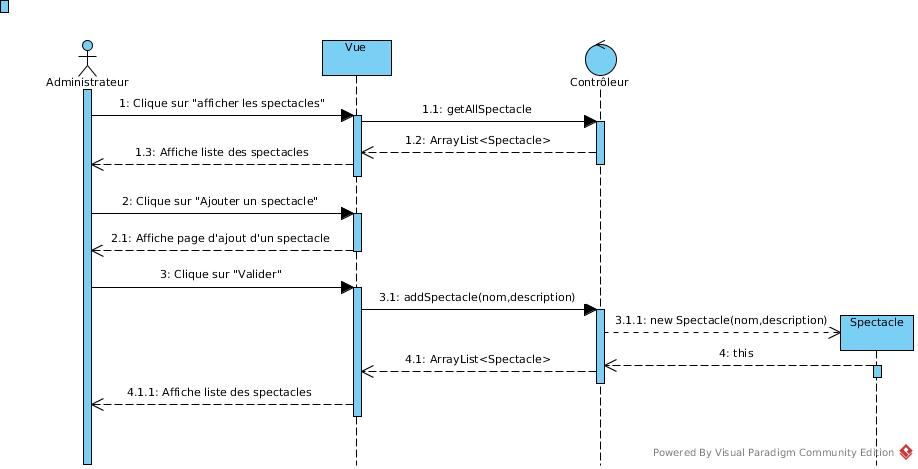 Vue
Administrateur
Contrôleur
1: Clique sur "afficher les spectacles"
1.1: getAllSpectacle
1.2: ArrayList<Spectacle>
1.3: Affiche liste des spectacles
2: Clique sur "Ajouter un spectacle"
2.1: Affiche page d'ajout d'un spectacle
3: Clique sur "Valider"
3.1: addSpectacle(nom,description)
3.1.1: new Spectacle(nom,description)
Spectacle
4: this
4.1: ArrayList<Spectacle>
4.1.1: Affiche liste des spectacles
Powered By Visual Paradigm Community Edition